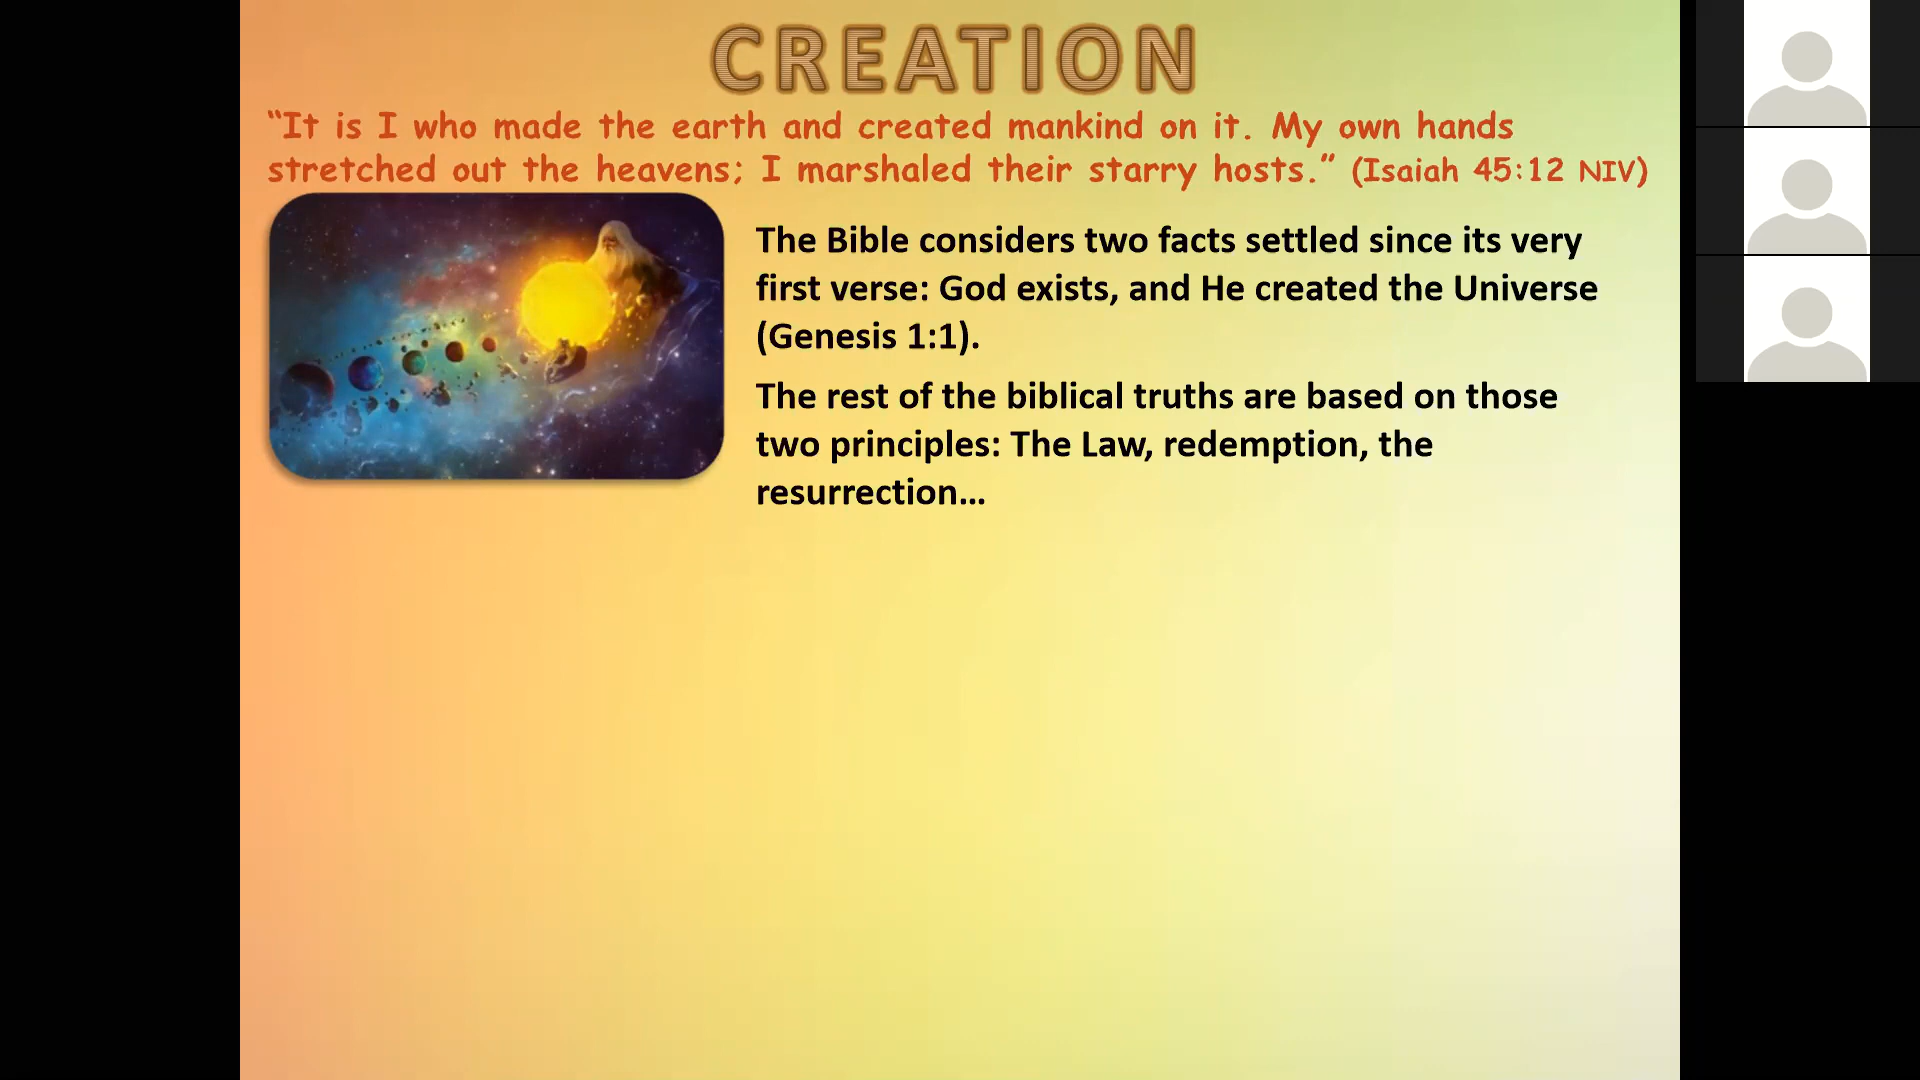 CREATION
“It is I who made the earth and created mankind on it. My own hands
stretched out the heavens; I marshaled their starry hosts.” (Isaiah 45:12 NIV)
The Bible considers two facts settled since its very
first verse: God exists, and He created the Universe
(Genesis 1:1).
The rest of the biblical truths are based on those
two principles: The Law, redemption, the
resurrection…